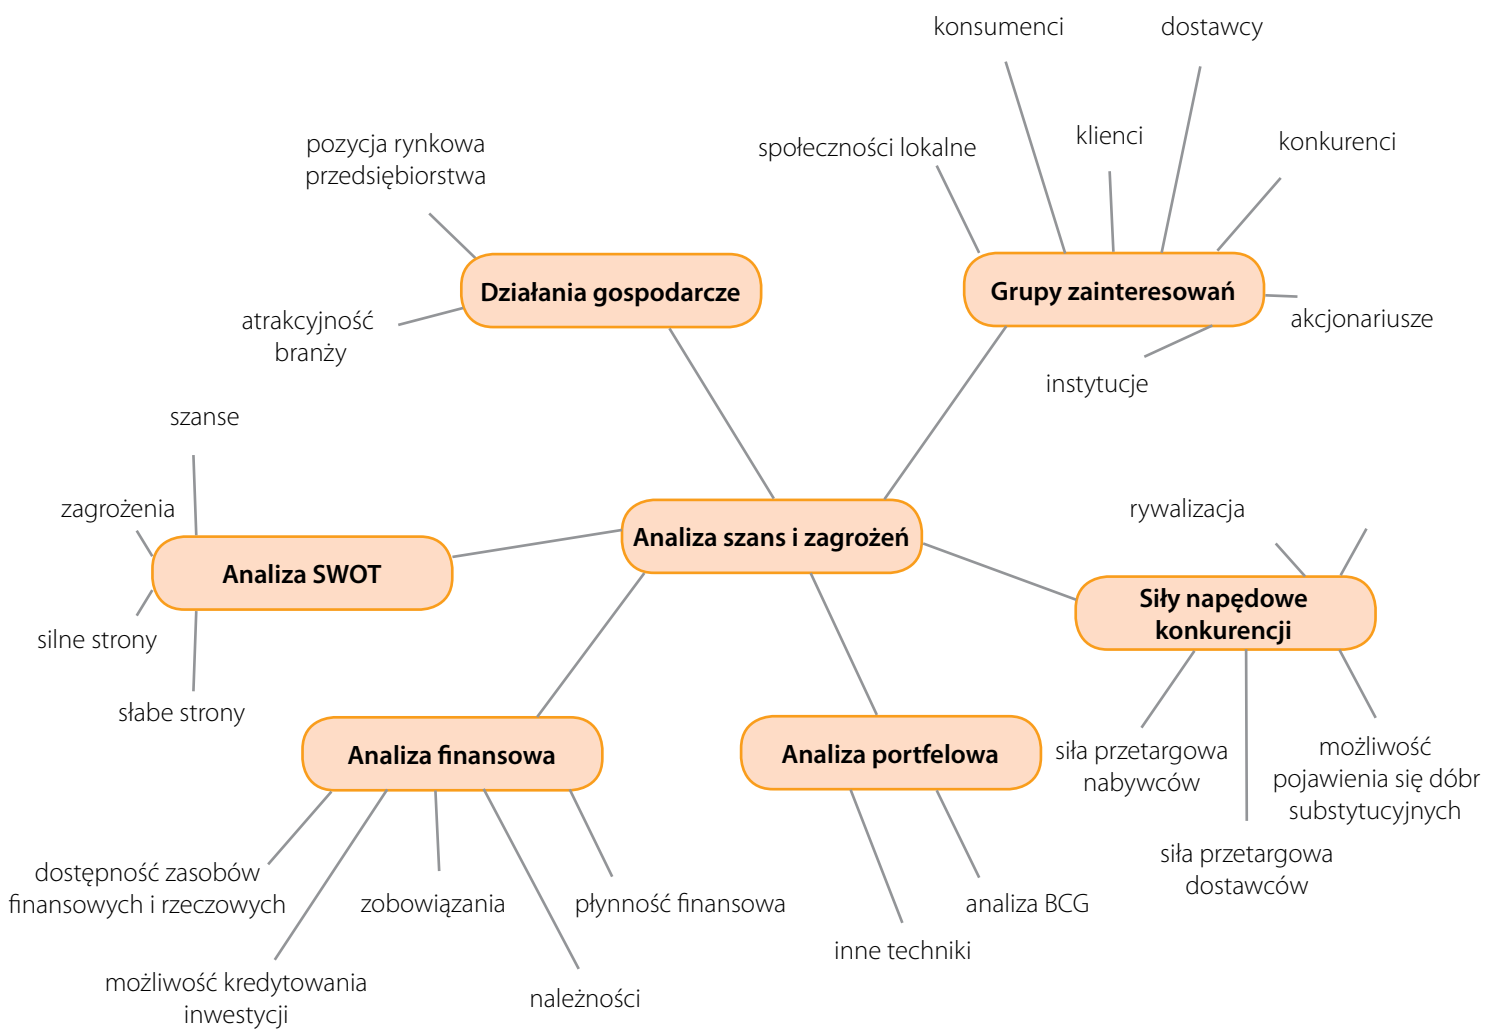 konsumenci
dostawcy
klienci
społeczności lokalne
konkurenci
pozycja rynkowa
przedsiębiorstwa
Działania gospodarcze
Grupy zainteresowań
atrakcyjność
branży
akcjonariusze
instytucje
szanse
zagrożenia
rywalizacja
Analiza szans i zagrożeń
Analiza SWOT
Siły napędowe
konkurencji
silne strony
słabe strony
Analiza finansowa
Analiza portfelowa
siła przetargowa
nabywców
możliwość
pojawienia się dóbr
substytucyjnych
siła przetargowa
dostawców
dostępność zasobów
finansowych i rzeczowych
zobowiązania
płynność finansowa
analiza BCG
inne techniki
możliwość kredytowania
inwestycji
należności